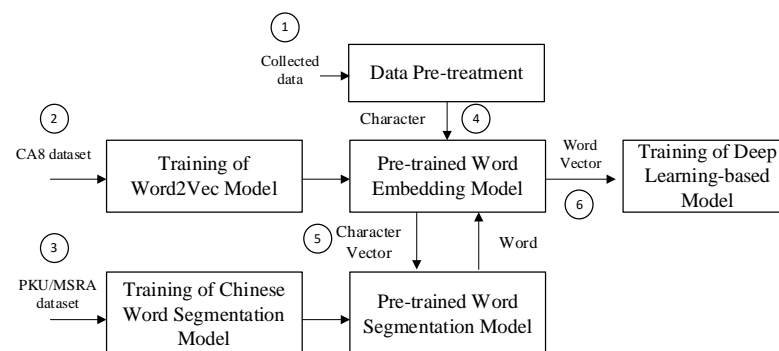 1
Collected
data
Data Pre-treatment
Character
4
2
CA8 dataset
Training of
Word2Vec Model
Pre-trained Word
Embedding Model
Word
Vector
6
Training of Deep
Learning-based
Model
5
Character
Vector
Word
3
PKU/MSRA
dataset
Training of Chinese
Word Segmentation
Model
Pre-trained Word
Segmentation Model